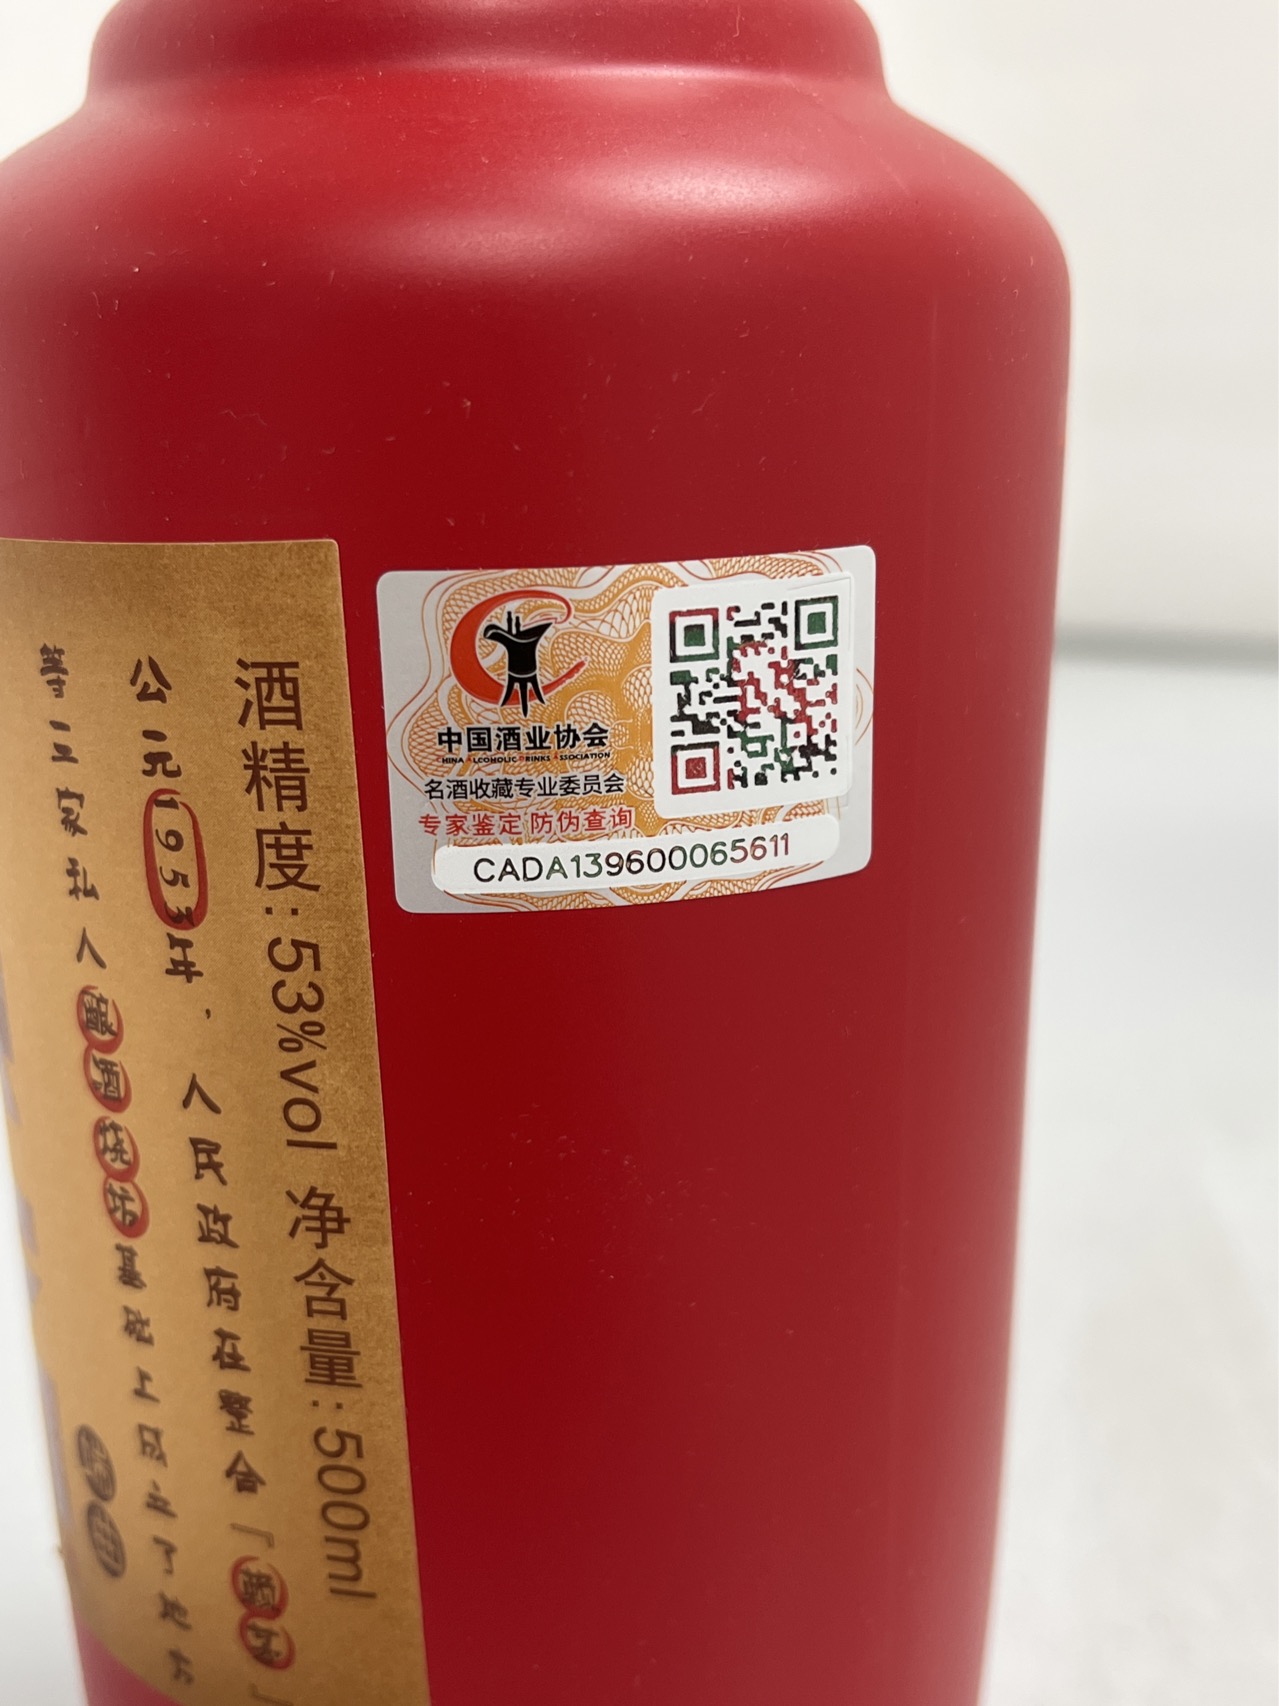 酒精度:53%vol 净含量:500ml
公元1953年，人民政府在整合「赖茅」
等三家私人酿酒烧坊基础上成立了地方
中国酒业协会
CHINA ALCOHOLIC DRINKS ASSOCIATION
名酒收藏专业委员会
专家鉴定 防伪查询
CADA139600065611